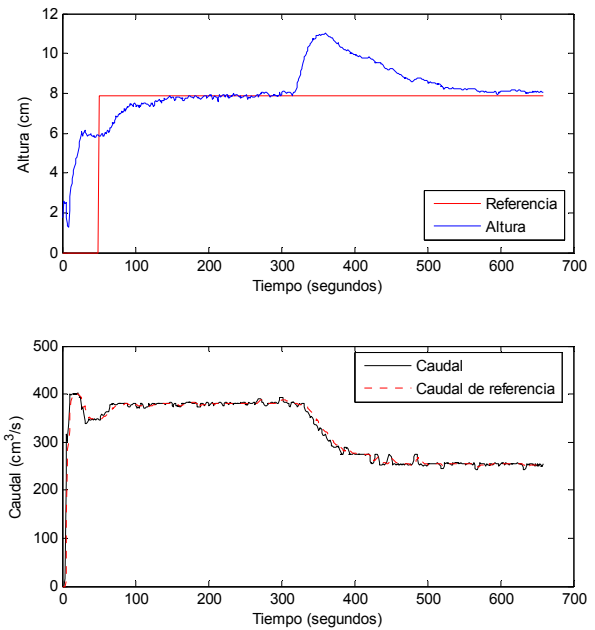 12
10
8
6
4
2
0
Altura (cm)
Referencia
Altura
0 100 200 300 400 500 600 700
Tiempo (segundos)
500
400
300
200
100
0
Caudal (cm³/s)
Caudal
Caudal de referencia
0 100 200 300 400 500 600 700
Tiempo (segundos)